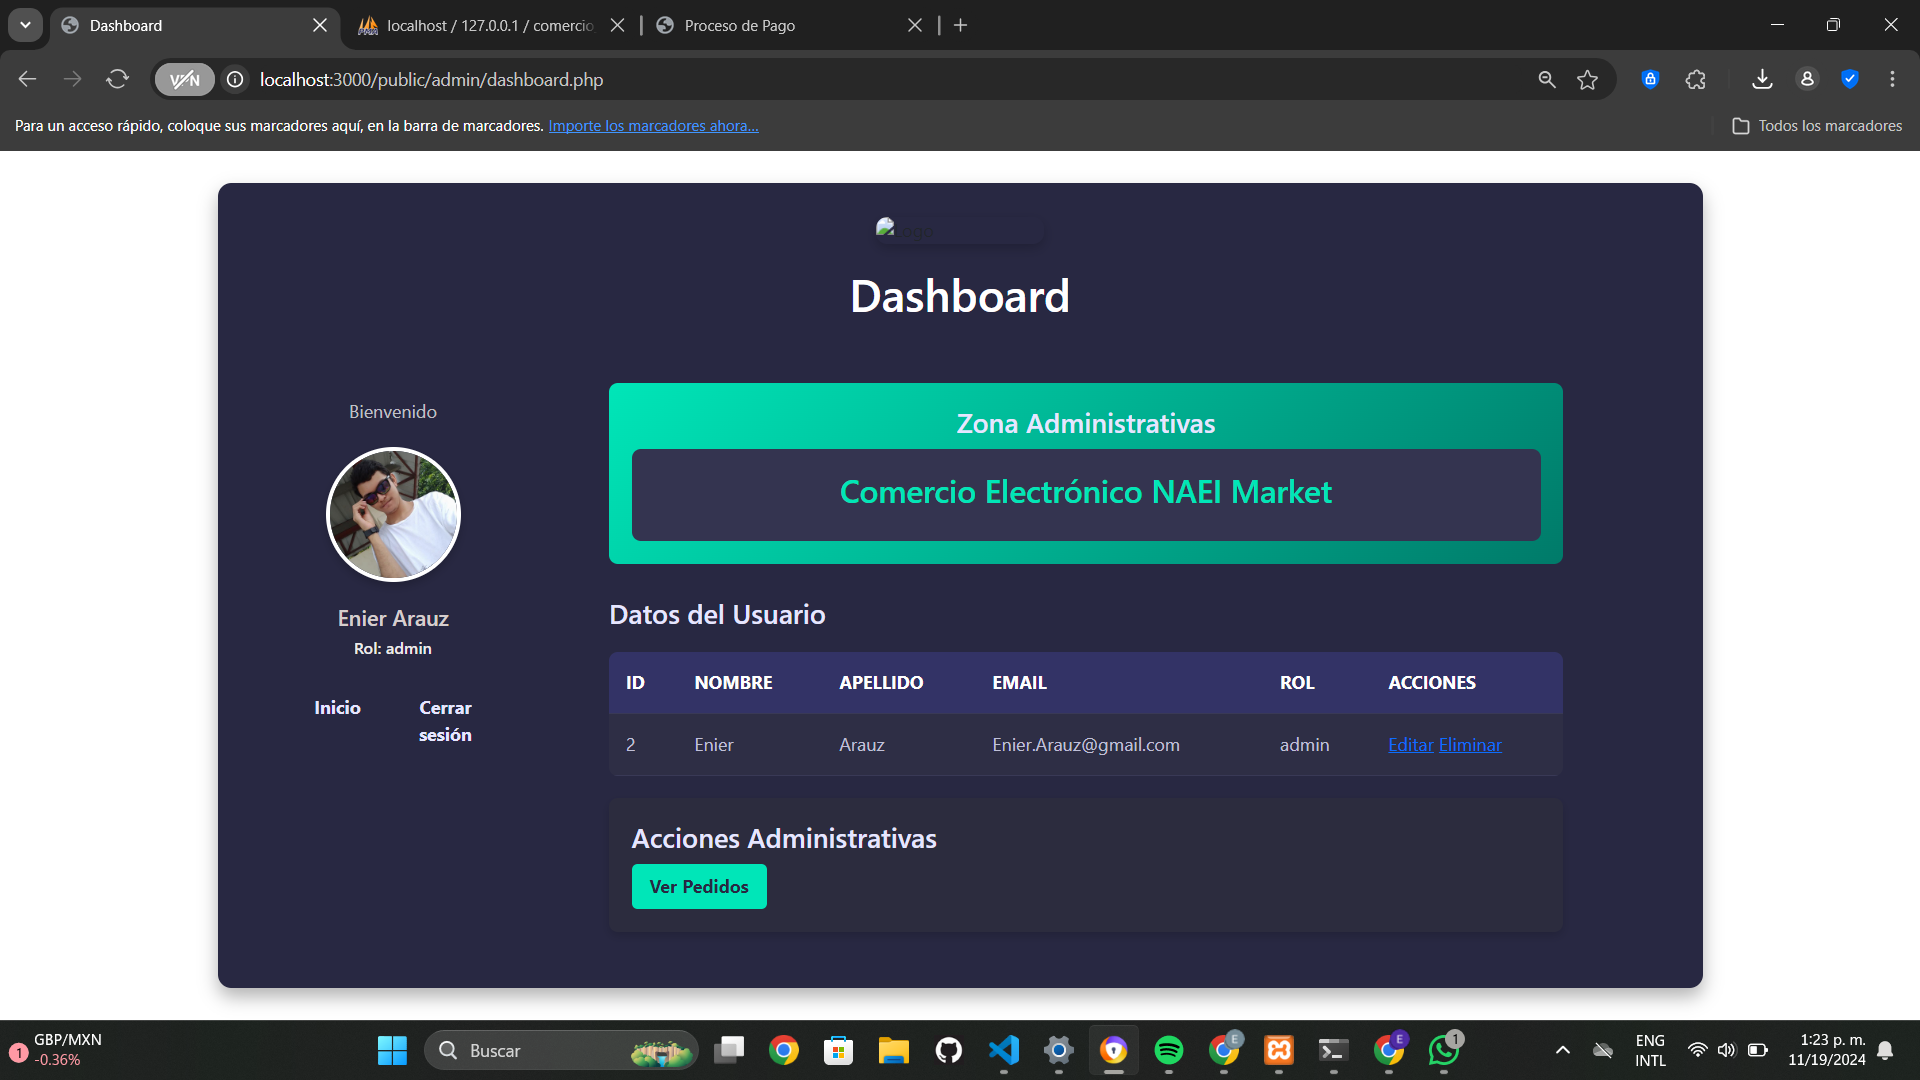 Dashboard
localhost / 127.0.0.1 / comercio
Proceso de Pago
VPN
localhost:3000/public/admin/dashboard.php
Para un acceso rápido, coloque sus marcadores aquí, en la barra de marcadores. Importe los marcadores ahora...
Todos los marcadores
Logo
Dashboard
Bienvenido
Enier Arauz
Rol: admin
Inicio
Cerrar
sesión
Zona Administrativas
Comercio Electrónico NAEI Market
Datos del Usuario
ID NOMBRE APELLIDO EMAIL ROL ACCIONES
2 Enier Arauz Enier.Arauz@gmail.com admin Editar Eliminar
Acciones Administrativas
Ver Pedidos
1
GBP/MXN
-0.36%
Buscar
E
E
1
ENG
INTL
1:23 p. m.
11/19/2024